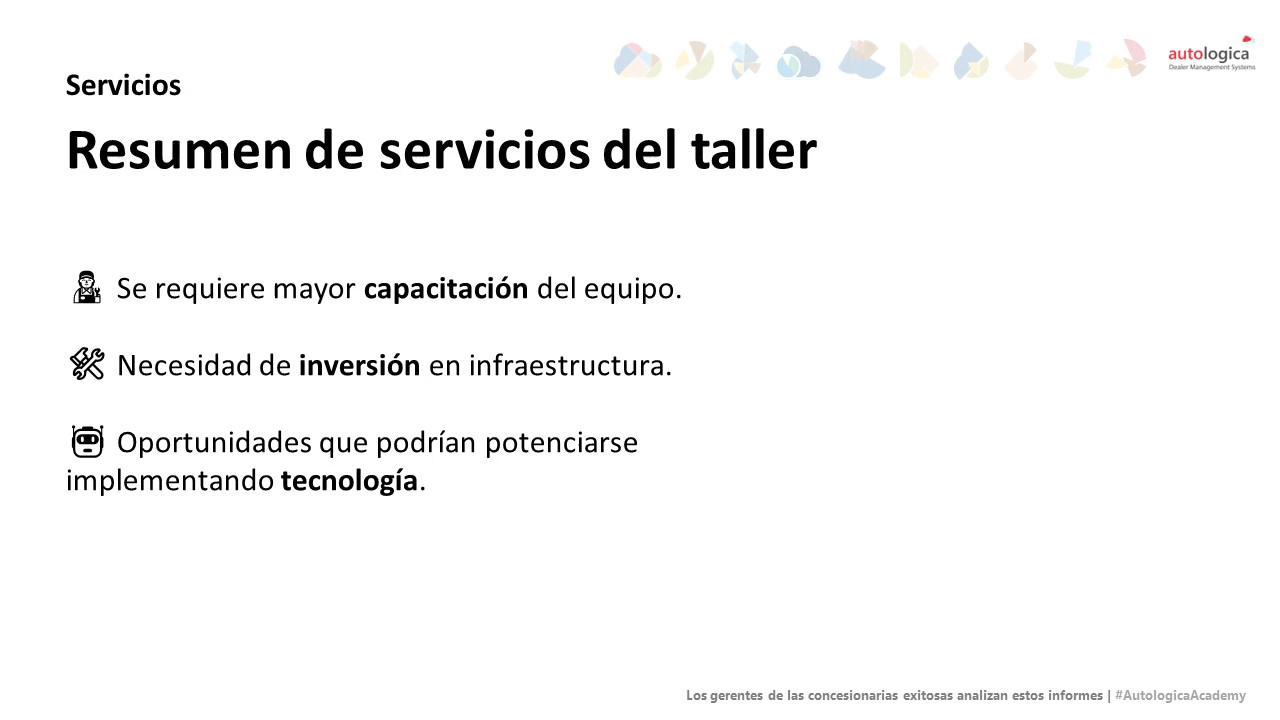 autologica
Dealer Management Systems
Servicios
Resumen de servicios del taller
Se requiere mayor capacitación del equipo.
Necesidad de inversión en infraestructura.
Oportunidades que podrían potenciarse
implementando tecnología.
Los gerentes de las concesionarias exitosas analizan estos informes | #AutologicaAcademy